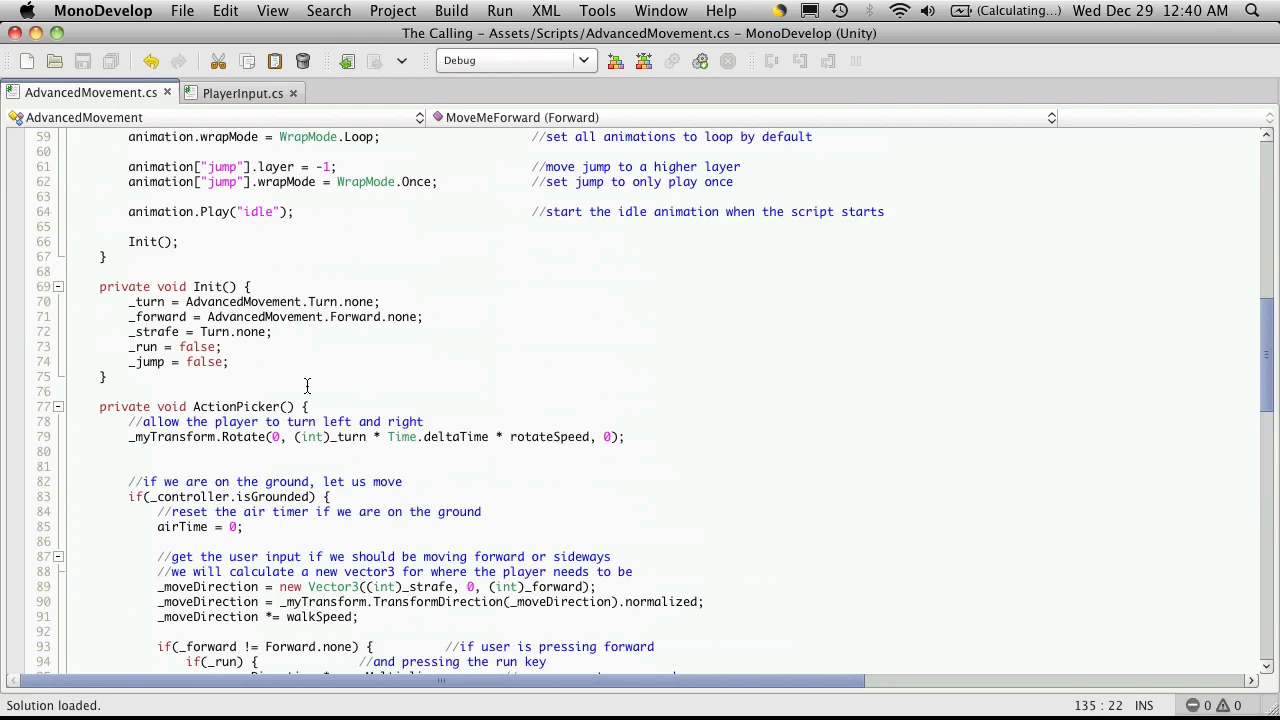 MonoDevelop File Edit View Search Project Build Run XML Tools Window Help (Calculating...) Wed Dec 29 12:40 AM
The Calling - Assets/Scripts/AdvancedMovement.cs - MonoDevelop (Unity)
Debug
AdvancedMovement.cs × PlayerInput.cs ×
AdvancedMovement MoveMeForward (Forward)
59 animation.wrapMode = WrapMode.Loop; //set all animations to loop by default
60
61 animation["jump"].layer = -1; //move jump to a higher layer
62 animation["jump"].wrapMode = WrapMode.Once; //set jump to only play once
63
64 animation.Play("idle"); //start the idle animation when the script starts
65
66 Init();
67 }
68
69 private void Init() {
70 _turn = AdvancedMovement.Turn.none;
71 _forward = AdvancedMovement.Forward.none;
72 _strafe = Turn.none;
73 _run = false;
74 _jump = false;
75 }
76
77 private void ActionPicker() {
78 //allow the player to turn left and right
79 _myTransform.Rotate(0, (int)_turn * Time.deltaTime * rotateSpeed, 0);
80
81
82 //if we are on the ground, let us move
83 if(_controller.isGrounded) {
84 //reset the air timer if we are on the ground
85 airTime = 0;
86
87 //get the user input if we should be moving forward or sideways
88 //we will calculate a new vector3 for where the player needs to be
89 _moveDirection = new Vector3((int)_strafe, 0, (int)_forward);
90 _moveDirection = _myTransform.TransformDirection(_moveDirection).normalized;
91 _moveDirection *= walkSpeed;
92
93 if(_forward != Forward.none) { //if user is pressing forward
94 if(_run) { //and pressing the run key
Solution loaded. 135 : 22 INS 0 0